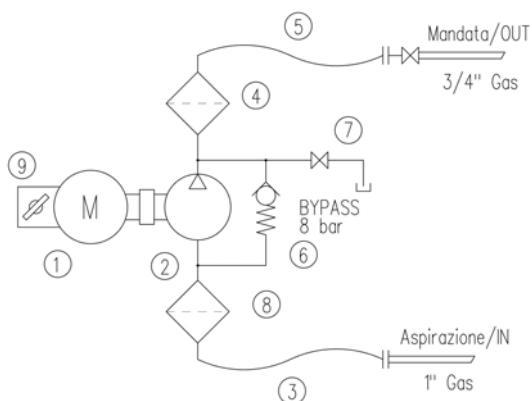 5
Mandata/OUT
3/4" Gas
4
7
9
M
BYPASS
8 bar
1
2
6
8
Aspirazione/IN
1" Gas
3